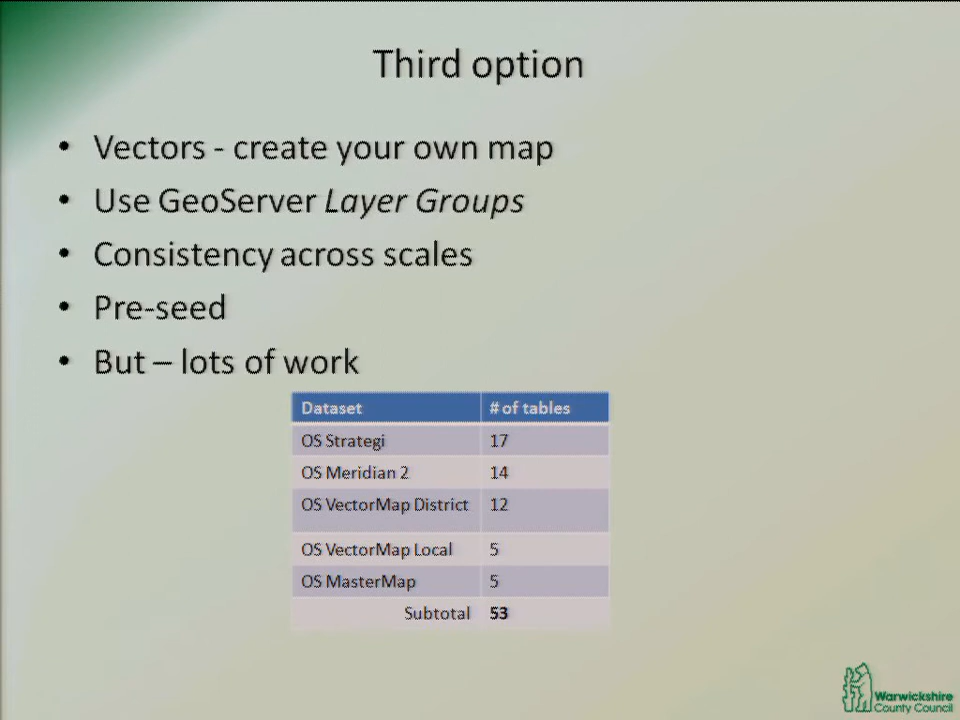 Third option
• Vectors - create your own map
• Use GeoServer Layer Groups
• Consistency across scales
• Pre-seed
• But – lots of work
Dataset # of tables
OS Strategi 17
OS Meridian 2 14
OS VectorMap District 12
OS VectorMap Local 5
OS MasterMap 5
Subtotal 53
Warwickshire
County Council